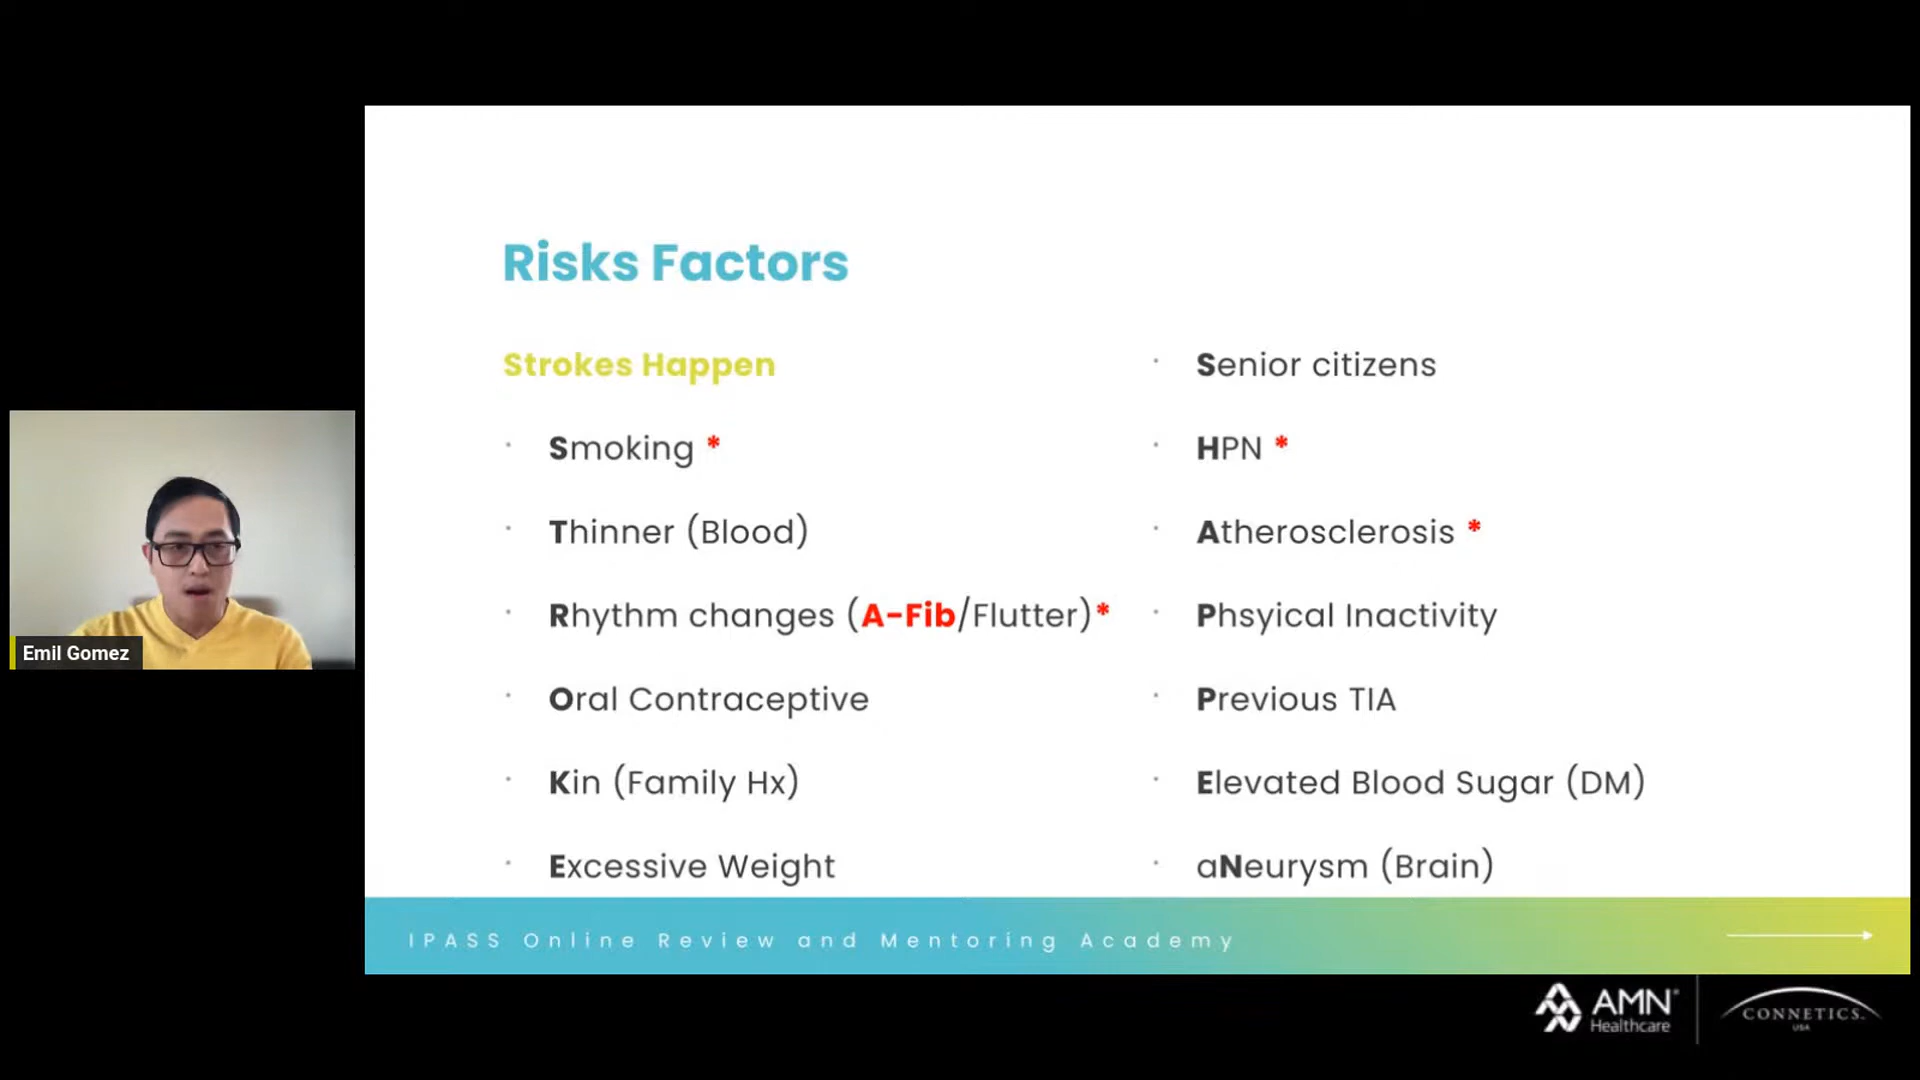 Risks Factors
Strokes Happen
Smoking *
Thinner (Blood)
Rhythm changes (A-Fib/Flutter)*
Oral Contraceptive
Kin (Family Hx)
Excessive Weight
Senior citizens
HPN *
Atherosclerosis *
Phsyical Inactivity
Previous TIA
Elevated Blood Sugar (DM)
aNeurysm (Brain)
IPASS Online Review and Mentoring Academy
Emil Gomez
AMN
Healthcare
CONNETICS
USA